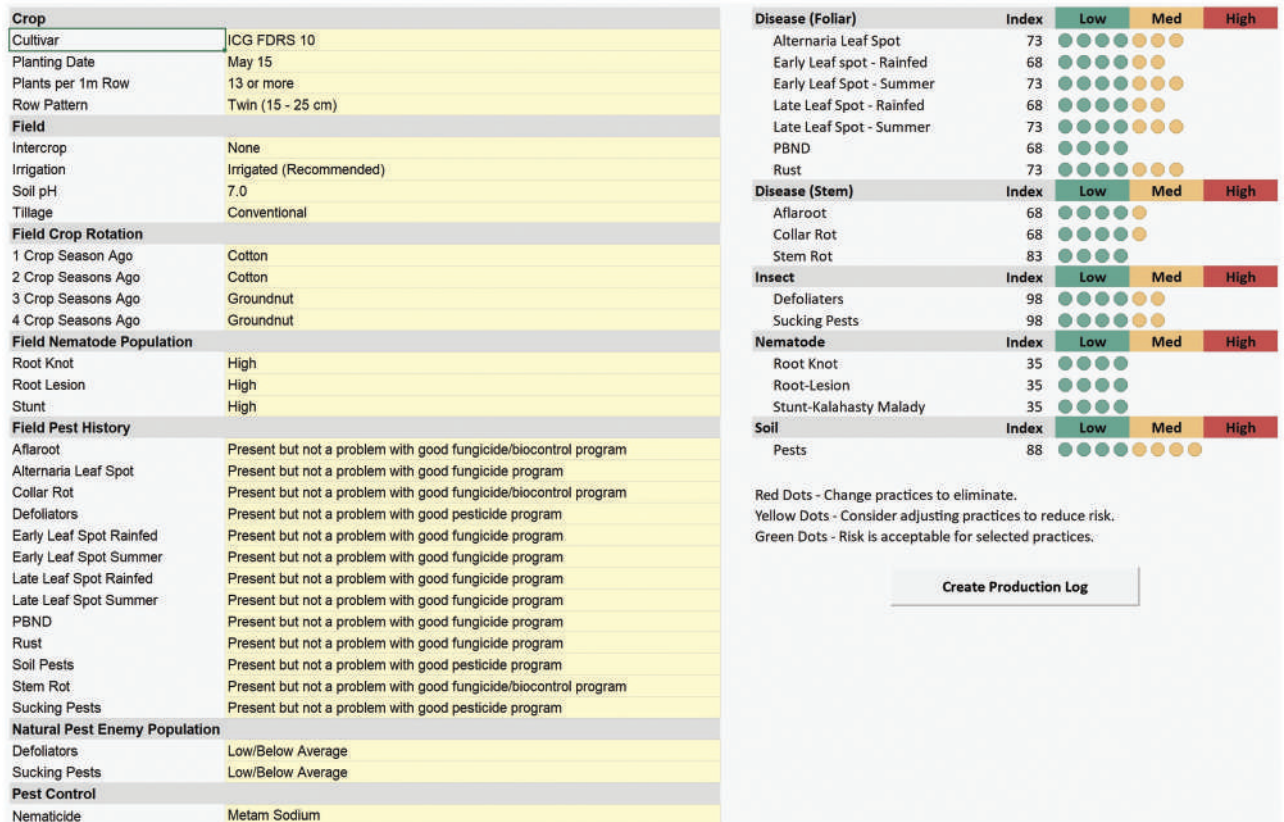 Crop
Cultivar ICG FDRS 10
Planting Date May 15
Plants per 1m Row 13 or more
Row Pattern Twin (15 - 25 cm)
Field
Intercrop None
Irrigation Irrigated (Recommended)
Soil pH 7.0
Tillage Conventional
Field Crop Rotation
1 Crop Season Ago Cotton
2 Crop Seasons Ago Cotton
3 Crop Seasons Ago Groundnut
4 Crop Seasons Ago Groundnut
Field Nematode Population
Root Knot High
Root Lesion High
Stunt High
Field Pest History
Aflaroot Present but not a problem with good fungicide/biocontrol program
Alternaria Leaf Spot Present but not a problem with good fungicide program
Collar Rot Present but not a problem with good fungicide/biocontrol program
Defoliators Present but not a problem with good pesticide program
Early Leaf Spot Rainfed Present but not a problem with good fungicide program
Early Leaf Spot Summer Present but not a problem with good fungicide program
Late Leaf Spot Rainfed Present but not a problem with good fungicide program
Late Leaf Spot Summer Present but not a problem with good fungicide program
PBND Present but not a problem with good fungicide program
Rust Present but not a problem with good fungicide program
Soil Pests Present but not a problem with good pesticide program
Stem Rot Present but not a problem with good fungicide/biocontrol program
Sucking Pests Present but not a problem with good pesticide program
Natural Pest Enemy Population
Defoliators Low/Below Average
Sucking Pests Low/Below Average
Pest Control
Nematicide Metam Sodium
Disease (Foliar) Index Low Med High
Alternaria Leaf Spot 73
Early Leaf spot - Rainfed 68
Early Leaf Spot - Summer 73
Late Leaf Spot - Rainfed 68
Late Leaf Spot - Summer 73
PBND 68
Rust 73
Disease (Stem) Index Low Med High
Aflaroot 68
Collar Rot 68
Stem Rot 83
Insect Index Low Med High
Defoliaters 98
Sucking Pests 98
Nematode Index Low Med High
Root Knot 35
Root-Lesion 35
Stunt-Kalahasty Malady 35
Soil Index Low Med High
Pests 88
Red Dots - Change practices to eliminate.
Yellow Dots - Consider adjusting practices to reduce risk.
Green Dots - Risk is acceptable for selected practices.
Create Production Log